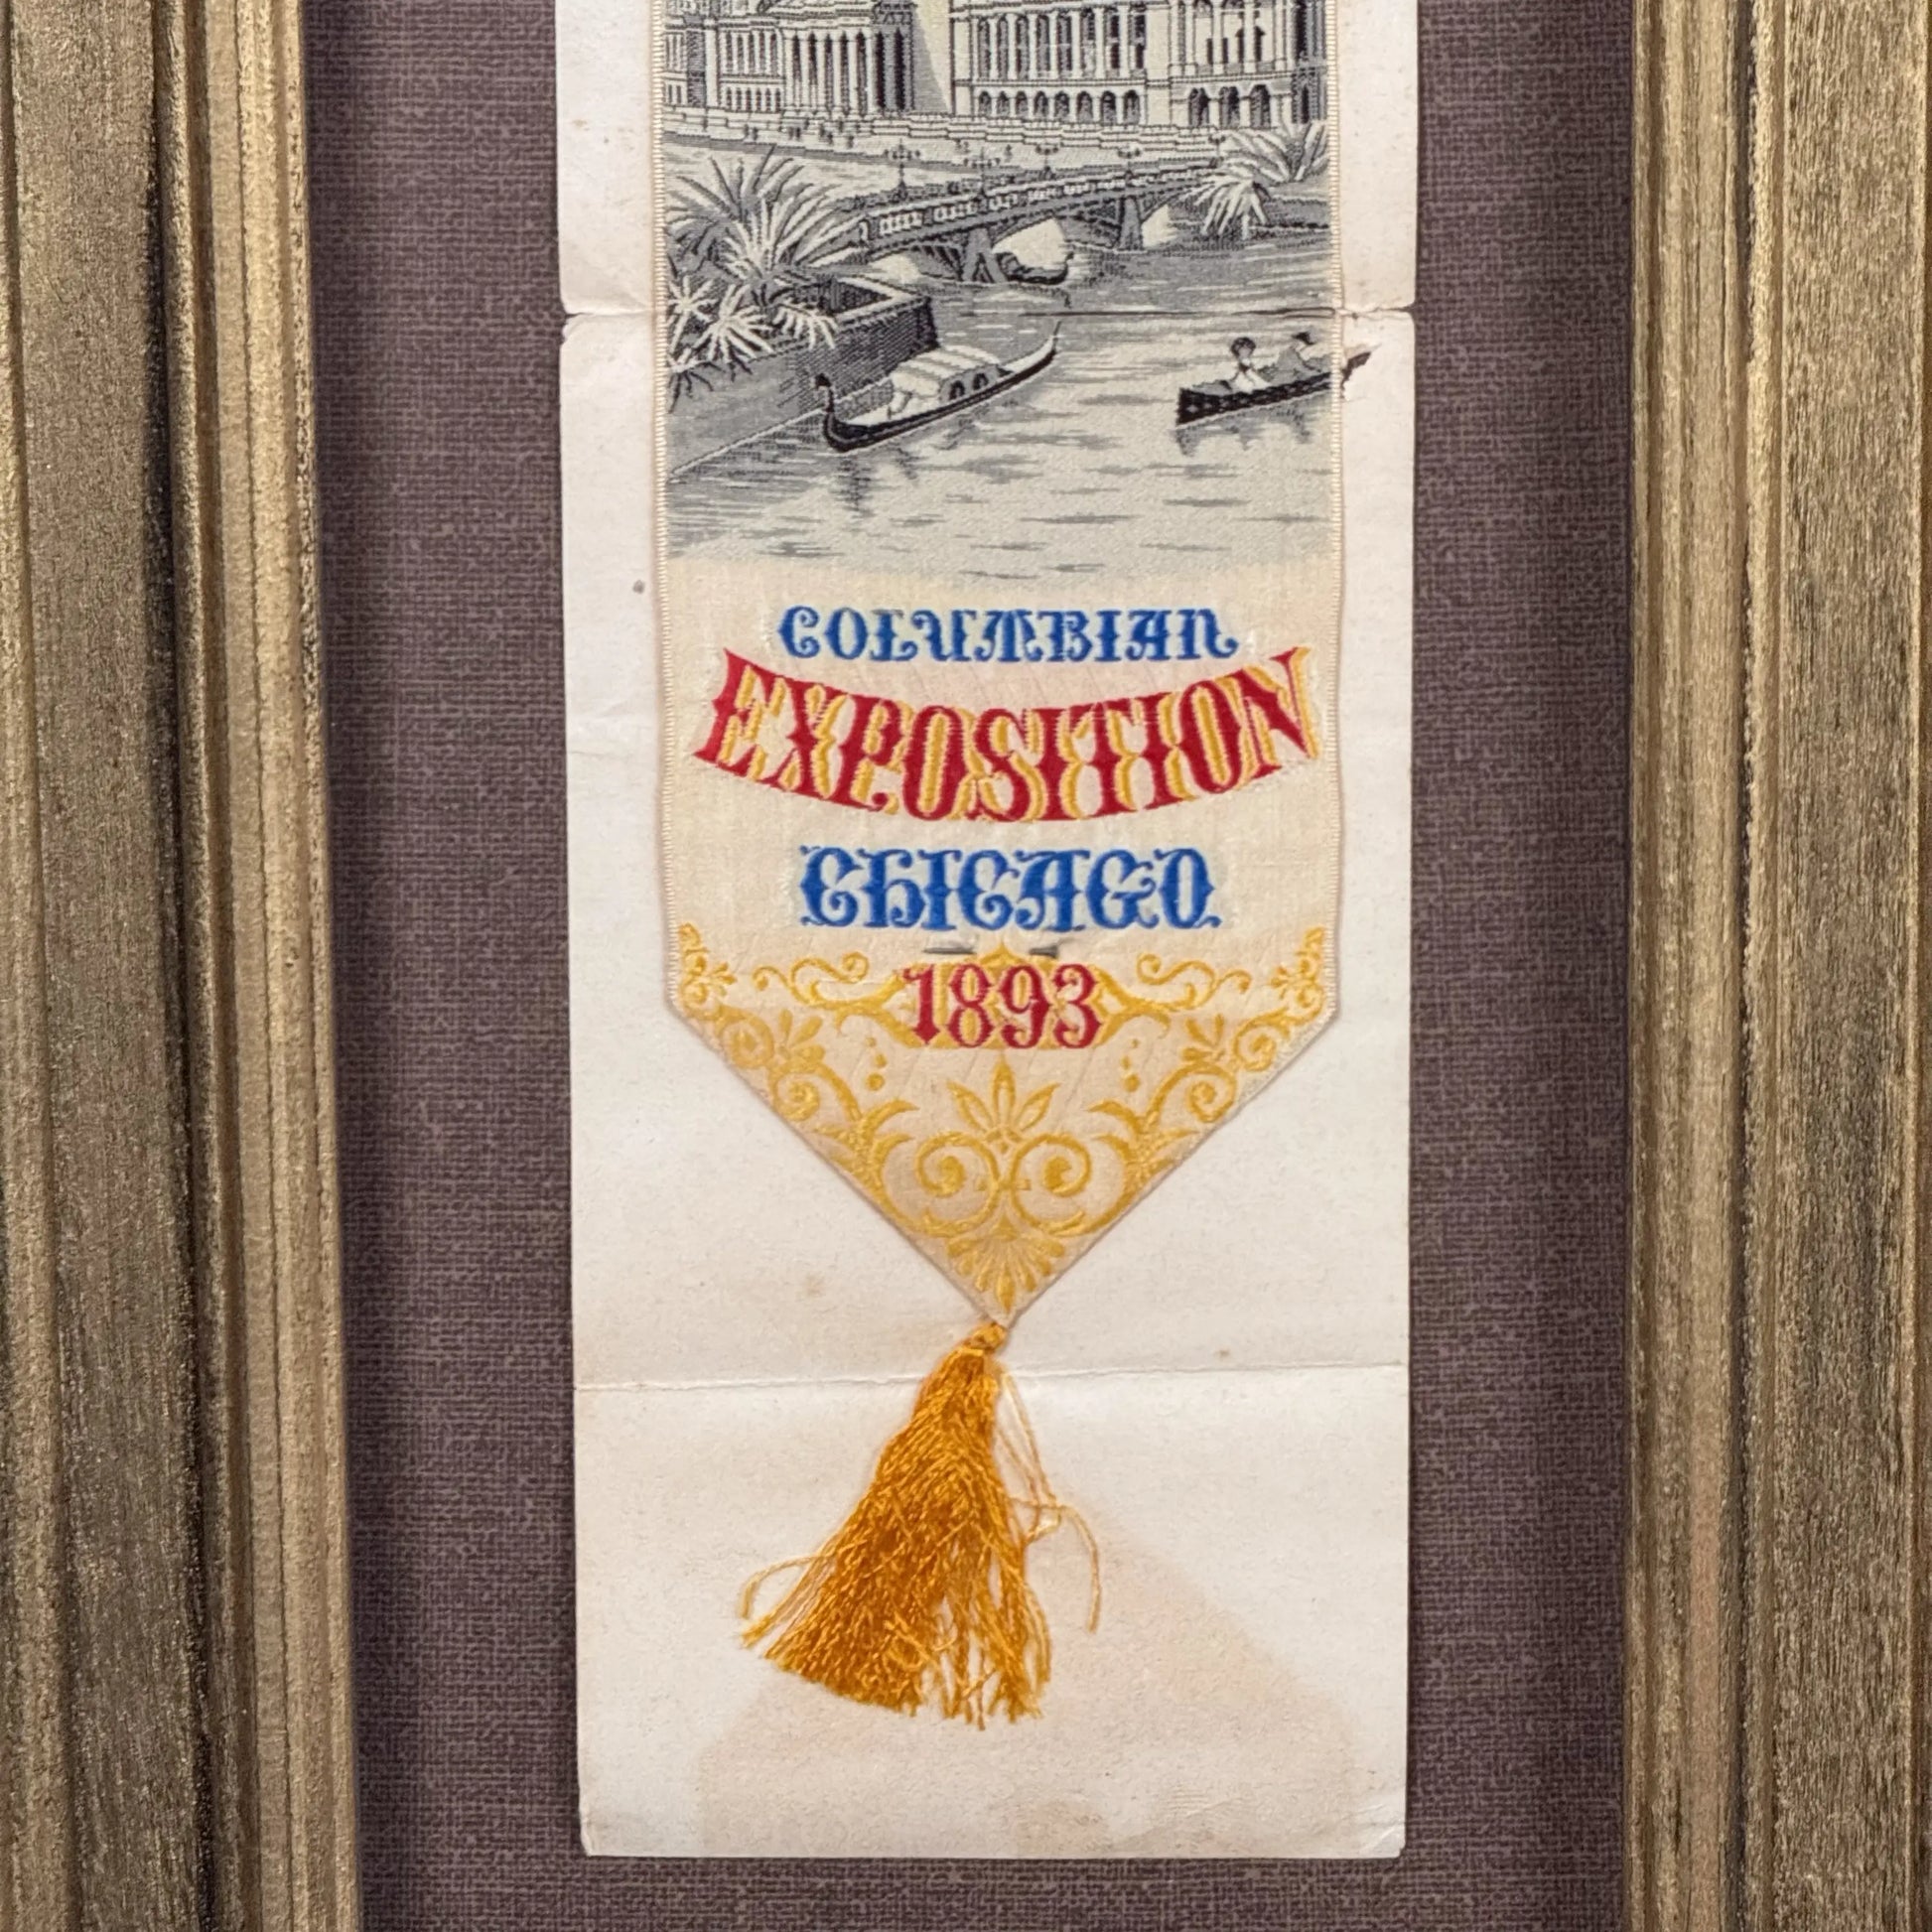 COLUMBIAN
EXPOSITION
CHICAGO
1893